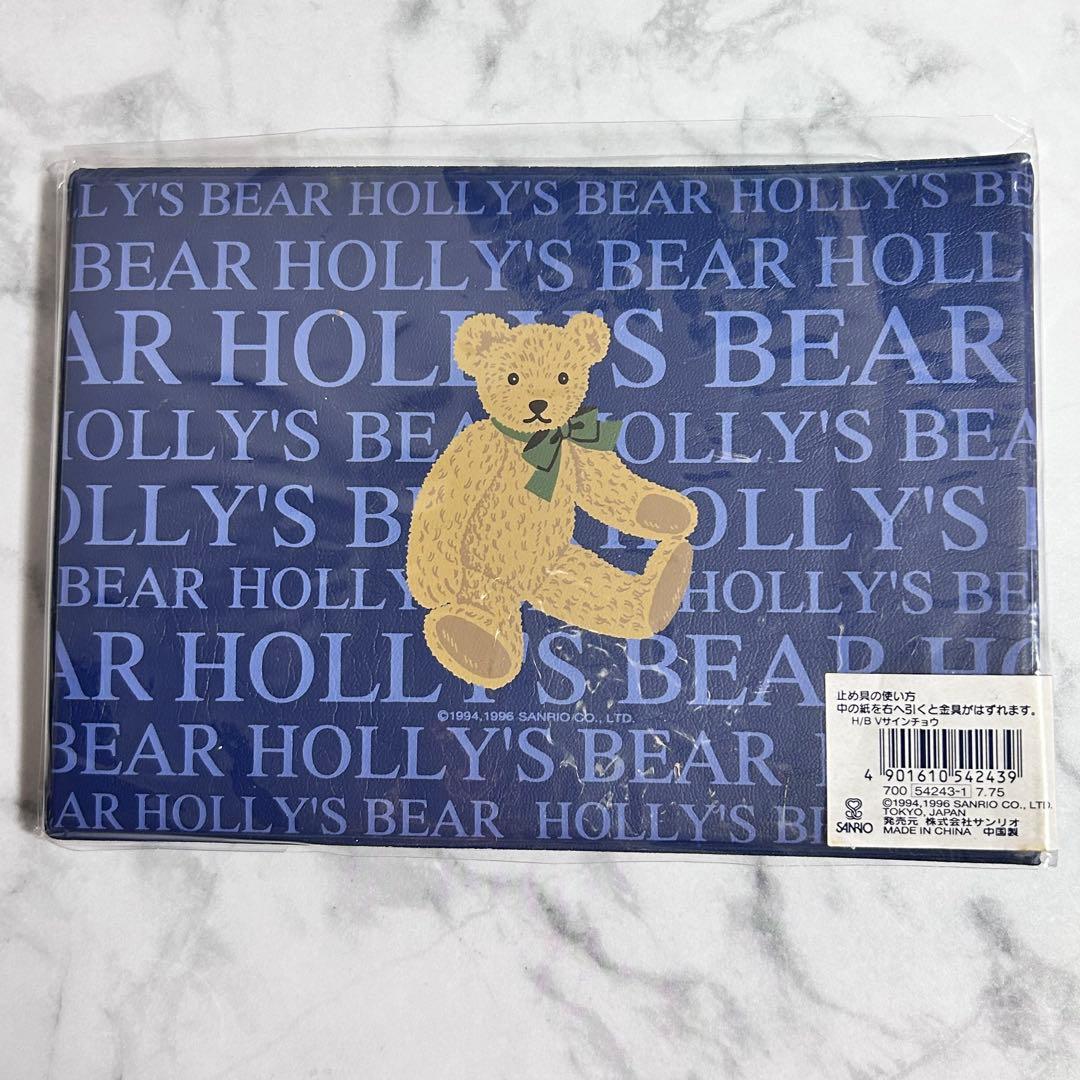 LLY'S BEAR HOLLY'S BEAR HOLLY'S BE
BEAR HOLLY'S BEAR HOLL
AR HOLLY'S BEAR
HOLLY'S BEA OLLY'S BEA
OLLY'S B OLLY'S
BEAR HOLLY HOLLY'S BE
AR HOLLY'S BEAR HO
©1994,1996 SANRIO CO., LTD.
BEAR HOLLY'S BEAR
AR HOLLY'S BEAR HOLLY'S BE
止め具の使い方
中の紙を右へ引くと金具がはずれます。
H/B Vサインチョウ
4 901610 542439
700 54243-1 7.75
©1994,1996 SANRIO CO., LTD.
TOKYO, JAPAN
発売元 株式会社サンリオ
SANRIO MADE IN CHINA 中国製